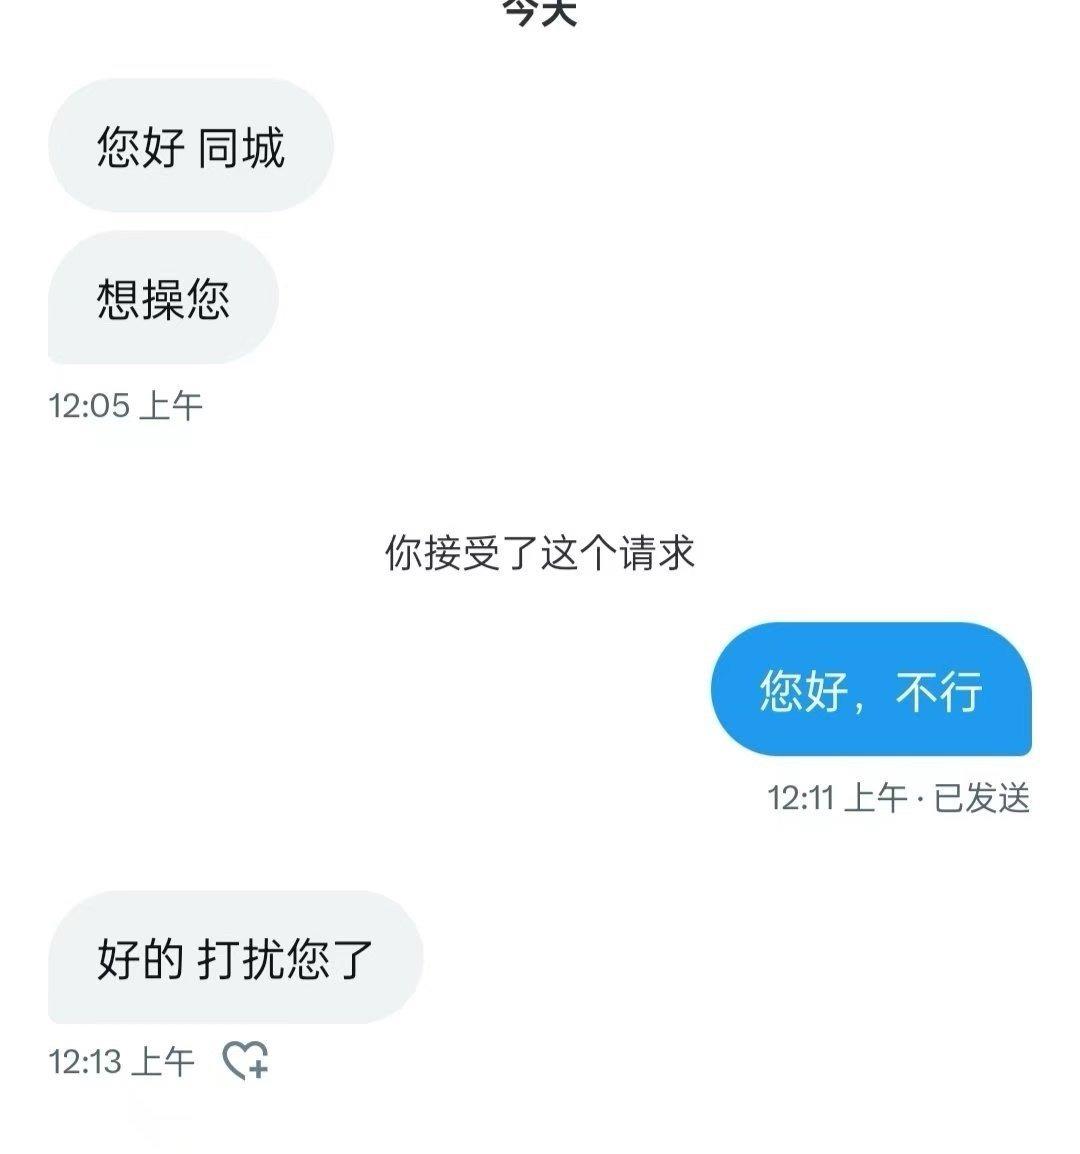 今天
您好 同城
想操您
12:05 上午
你接受了这个请求
您好，不行
12:11 上午 · 已发送
好的 打扰您了
12:13 上午